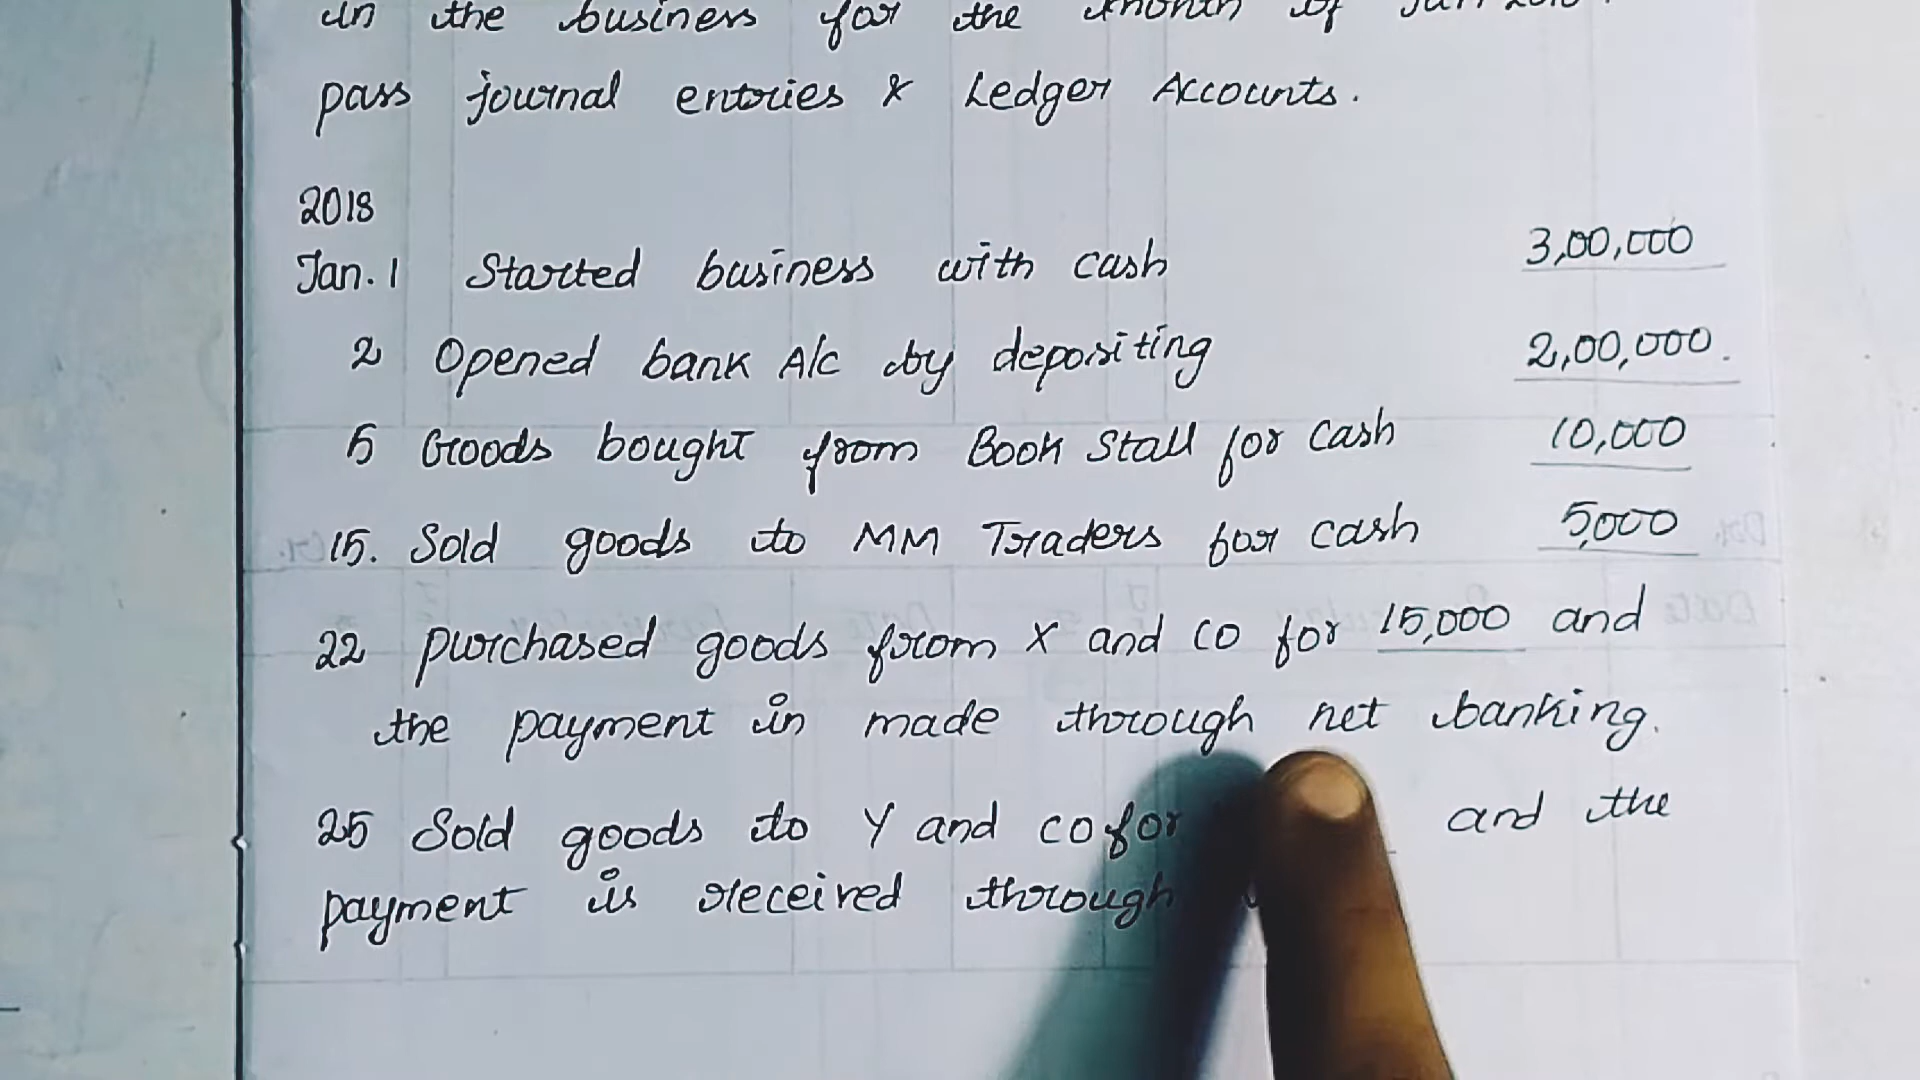 in the business for the month of Jan 2018.
pass journal entries & Ledger Accounts.
2018
Jan. 1 Started business with cash 3,00,000
2 Opened bank A/c by depositing 2,00,000.
5 Goods bought from Book Stall for cash 10,000
15. Sold goods to MM Traders for cash 5,000
22 purchased goods from X and co for 15,000 and
the payment in made through net banking.
25 Sold goods to Y and co for and the
payment is received through